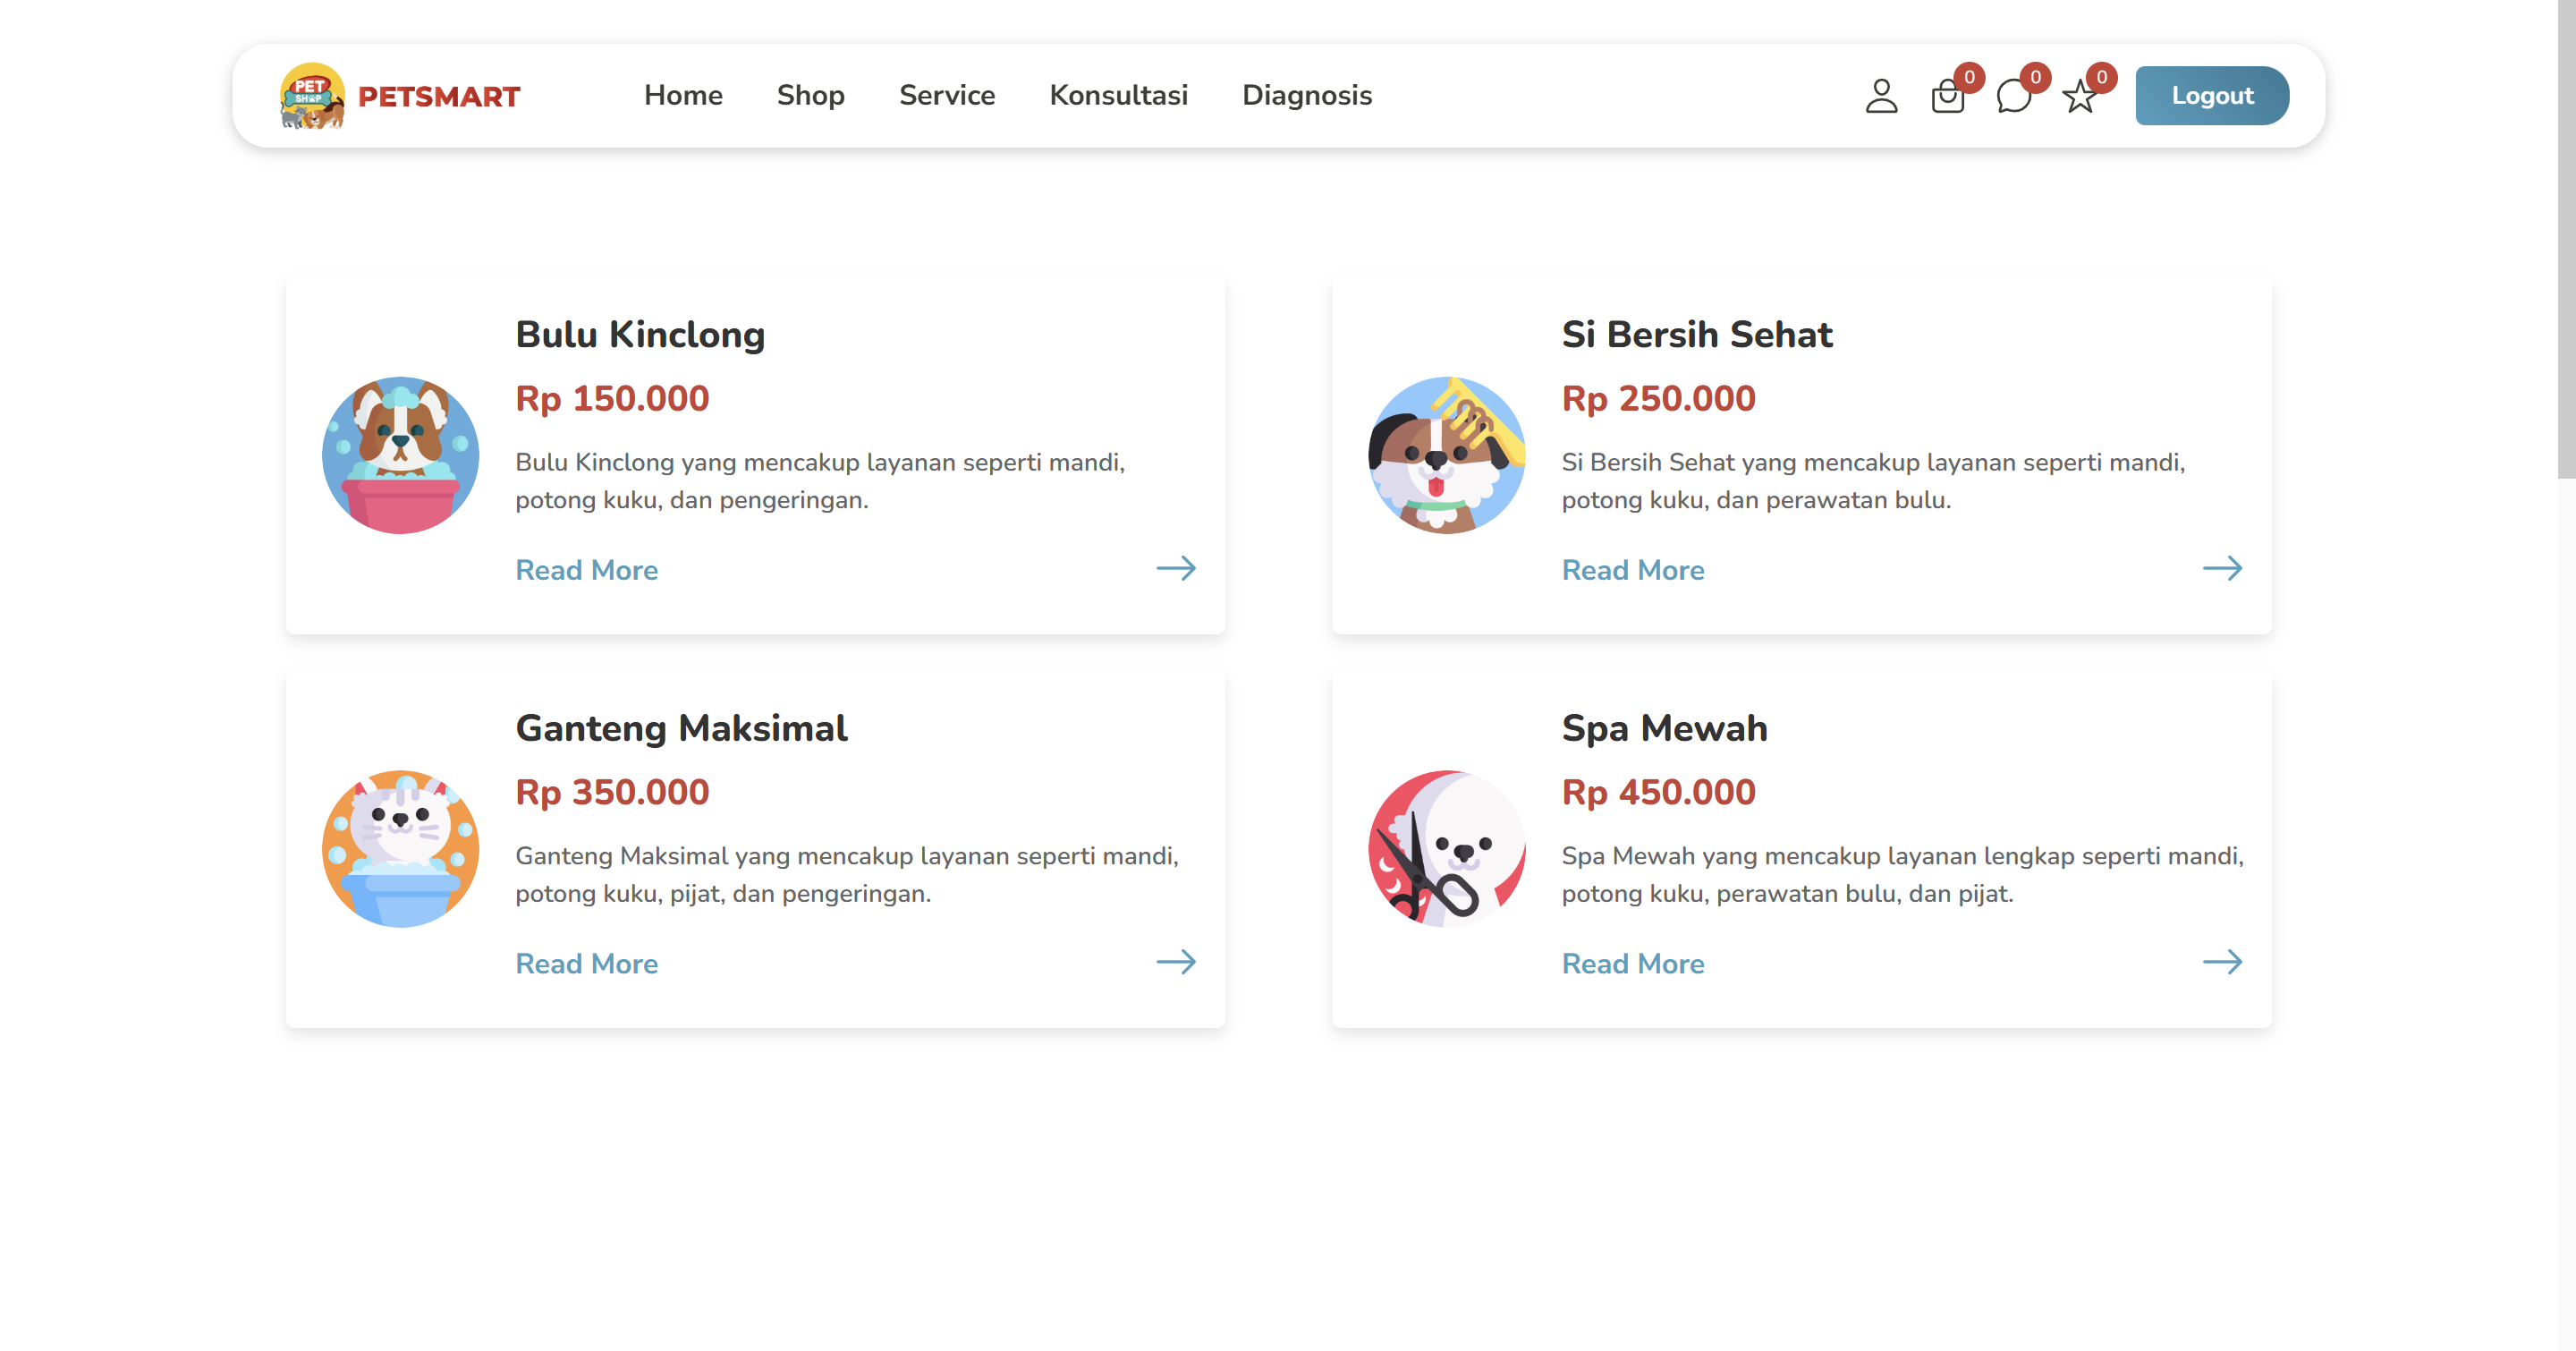 PET
SHOP
PETSMART
Home
Shop
Service
Konsultasi
Diagnosis
0
0
0
Logout
Bulu Kinclong
Rp 150.000
Bulu Kinclong yang mencakup layanan seperti mandi,
potong kuku, dan pengeringan.
Read More
Si Bersih Sehat
Rp 250.000
Si Bersih Sehat yang mencakup layanan seperti mandi,
potong kuku, dan perawatan bulu.
Read More
Ganteng Maksimal
Rp 350.000
Ganteng Maksimal yang mencakup layanan seperti mandi,
potong kuku, pijat, dan pengeringan.
Read More
Spa Mewah
Rp 450.000
Spa Mewah yang mencakup layanan lengkap seperti mandi,
potong kuku, perawatan bulu, dan pijat.
Read More